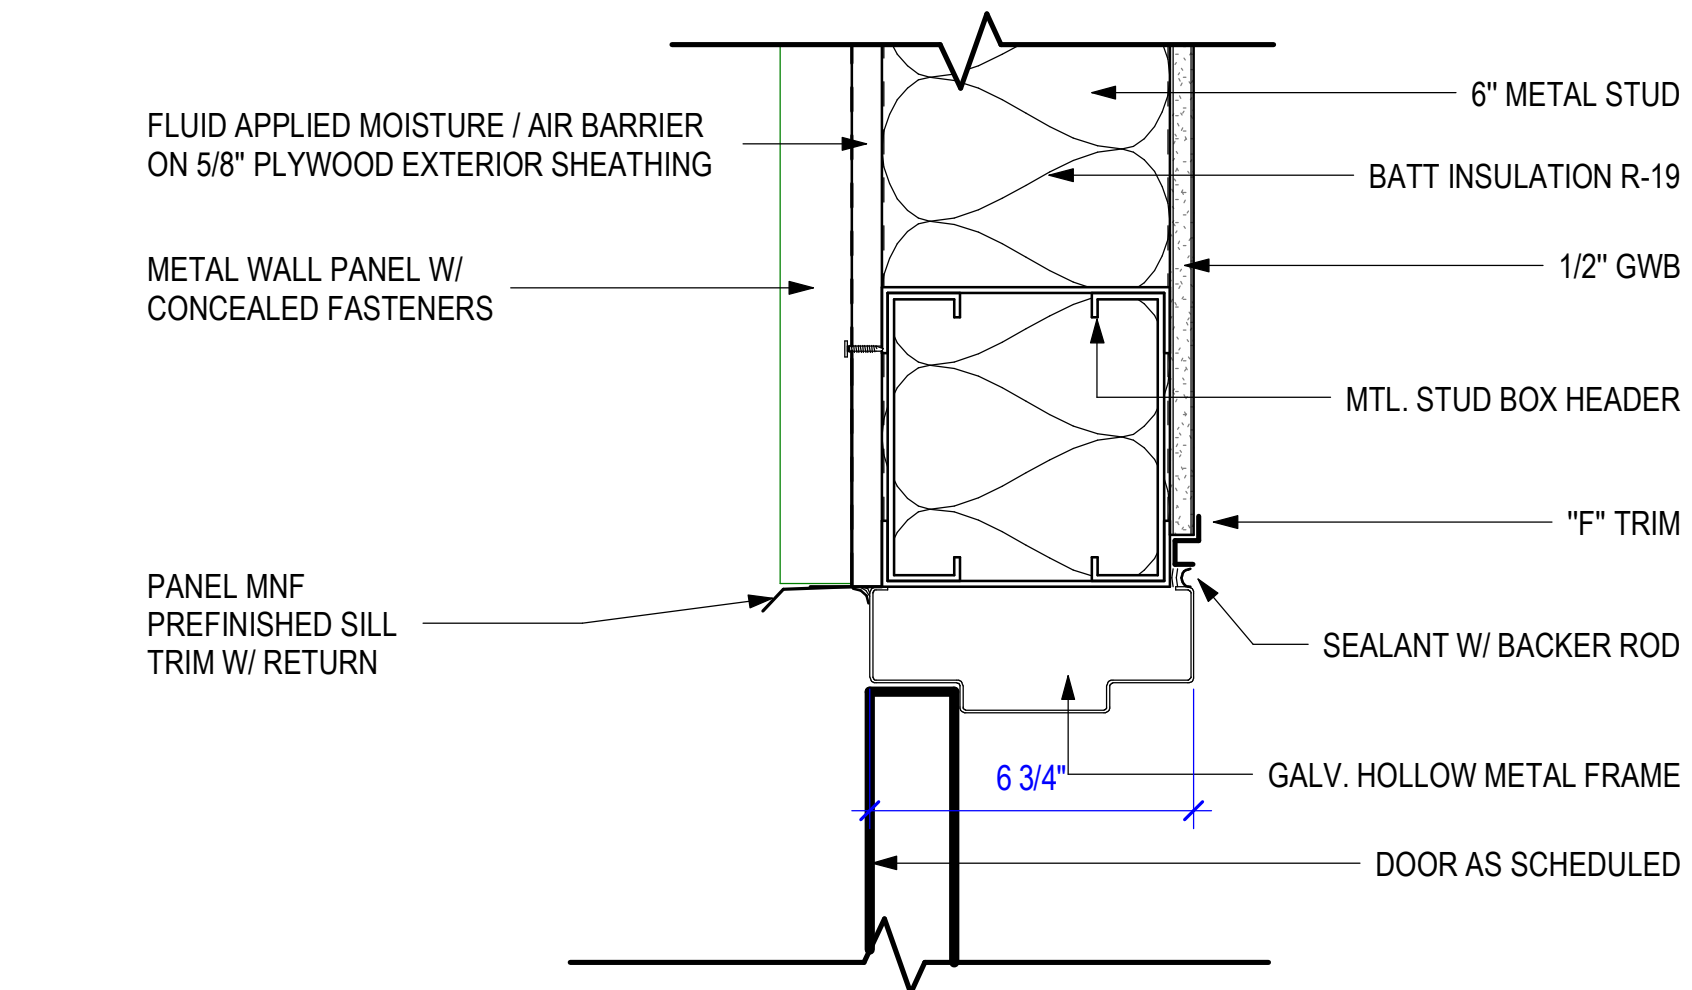 FLUID APPLIED MOISTURE / AIR BARRIER
ON 5/8" PLYWOOD EXTERIOR SHEATHING
METAL WALL PANEL W/
CONCEALED FASTENERS
PANEL MNF
PREFINISHED SILL
TRIM W/ RETURN
6" METAL STUD
BATT INSULATION R-19
1/2" GWB
MTL. STUD BOX HEADER
"F" TRIM
SEALANT W/ BACKER ROD
6 3/4"
GALV. HOLLOW METAL FRAME
DOOR AS SCHEDULED